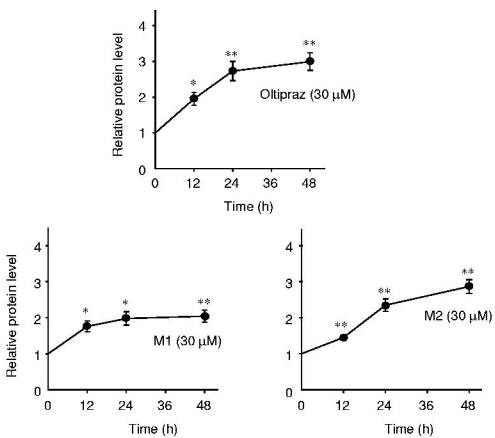 Relative protein level
4
3
2
1
0
*
**
**
Oltipraz (30 μM)
0 12 24 36 48
Time (h)
Relative protein level
4
3
2
1
0
*
*
**
M1 (30 μM)
0 12 24 36 48
Time (h)
4
3
2
1
0
**
**
**
M2 (30 μM)
0 12 24 36 48
Time (h)